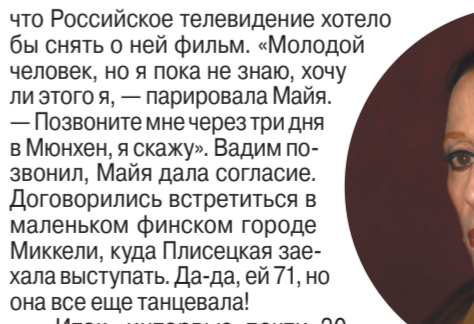 что Российское телевидение хотело
бы снять о ней фильм. «Молодой
человек, но я пока не знаю, хочу
ли этого я, — парировала Майя.
— Позвоните мне через три дня
в Мюнхен, я скажу». Вадим по-
звонил, Майя дала согласие.
Договорились встретиться в
маленьком финском городе
Миккели, куда Плисецкая зае-
хала выступать. Да-да, ей 71, но
она все еще танцевала!